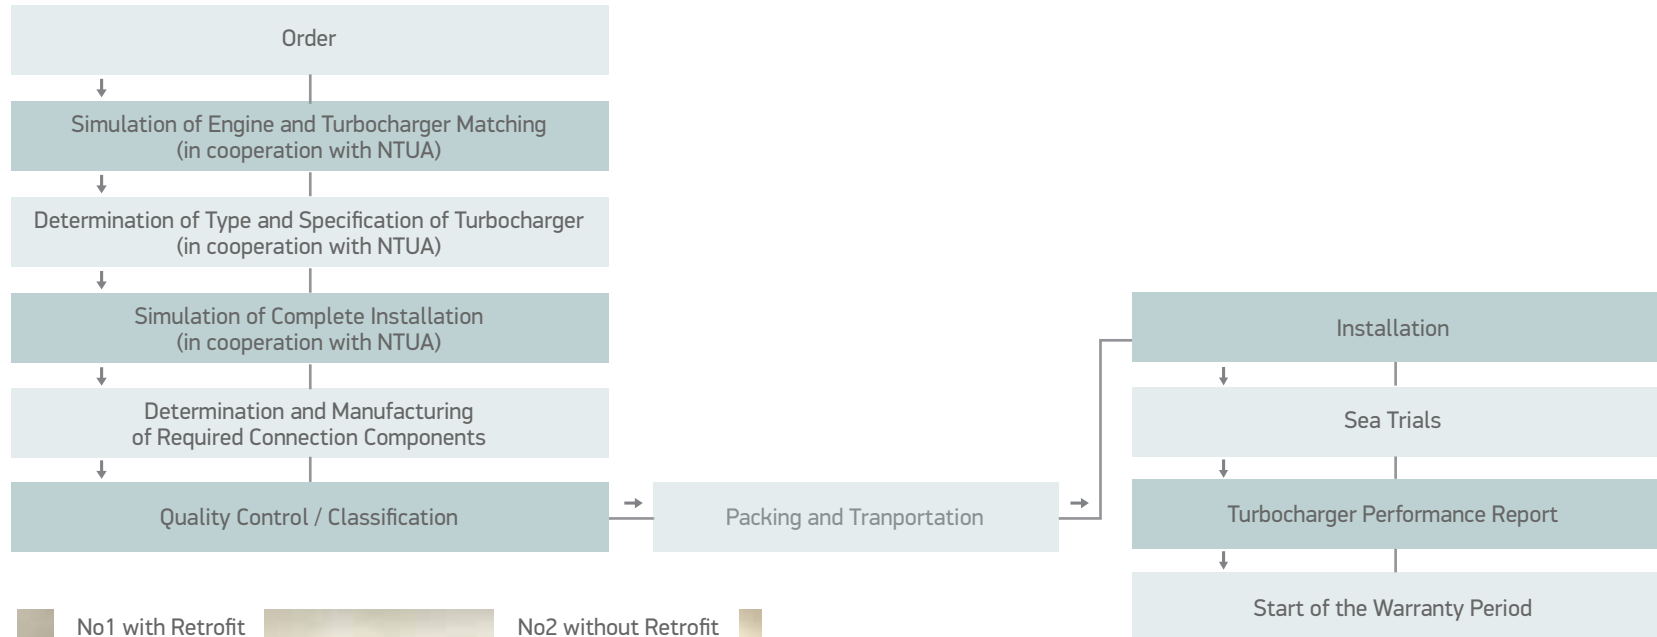 Order
Simulation of Engine and Turbocharger Matching
(in cooperation with NTUA)
Determination of Type and Specification of Turbocharger
(in cooperation with NTUA)
Simulation of Complete Installation
(in cooperation with NTUA)
Determination and Manufacturing
of Required Connection Components
Quality Control / Classification
Packing and Tranportation
Installation
Sea Trials
Turbocharger Performance Report
Start of the Warranty Period
No1 with Retrofit
No2 without Retrofit